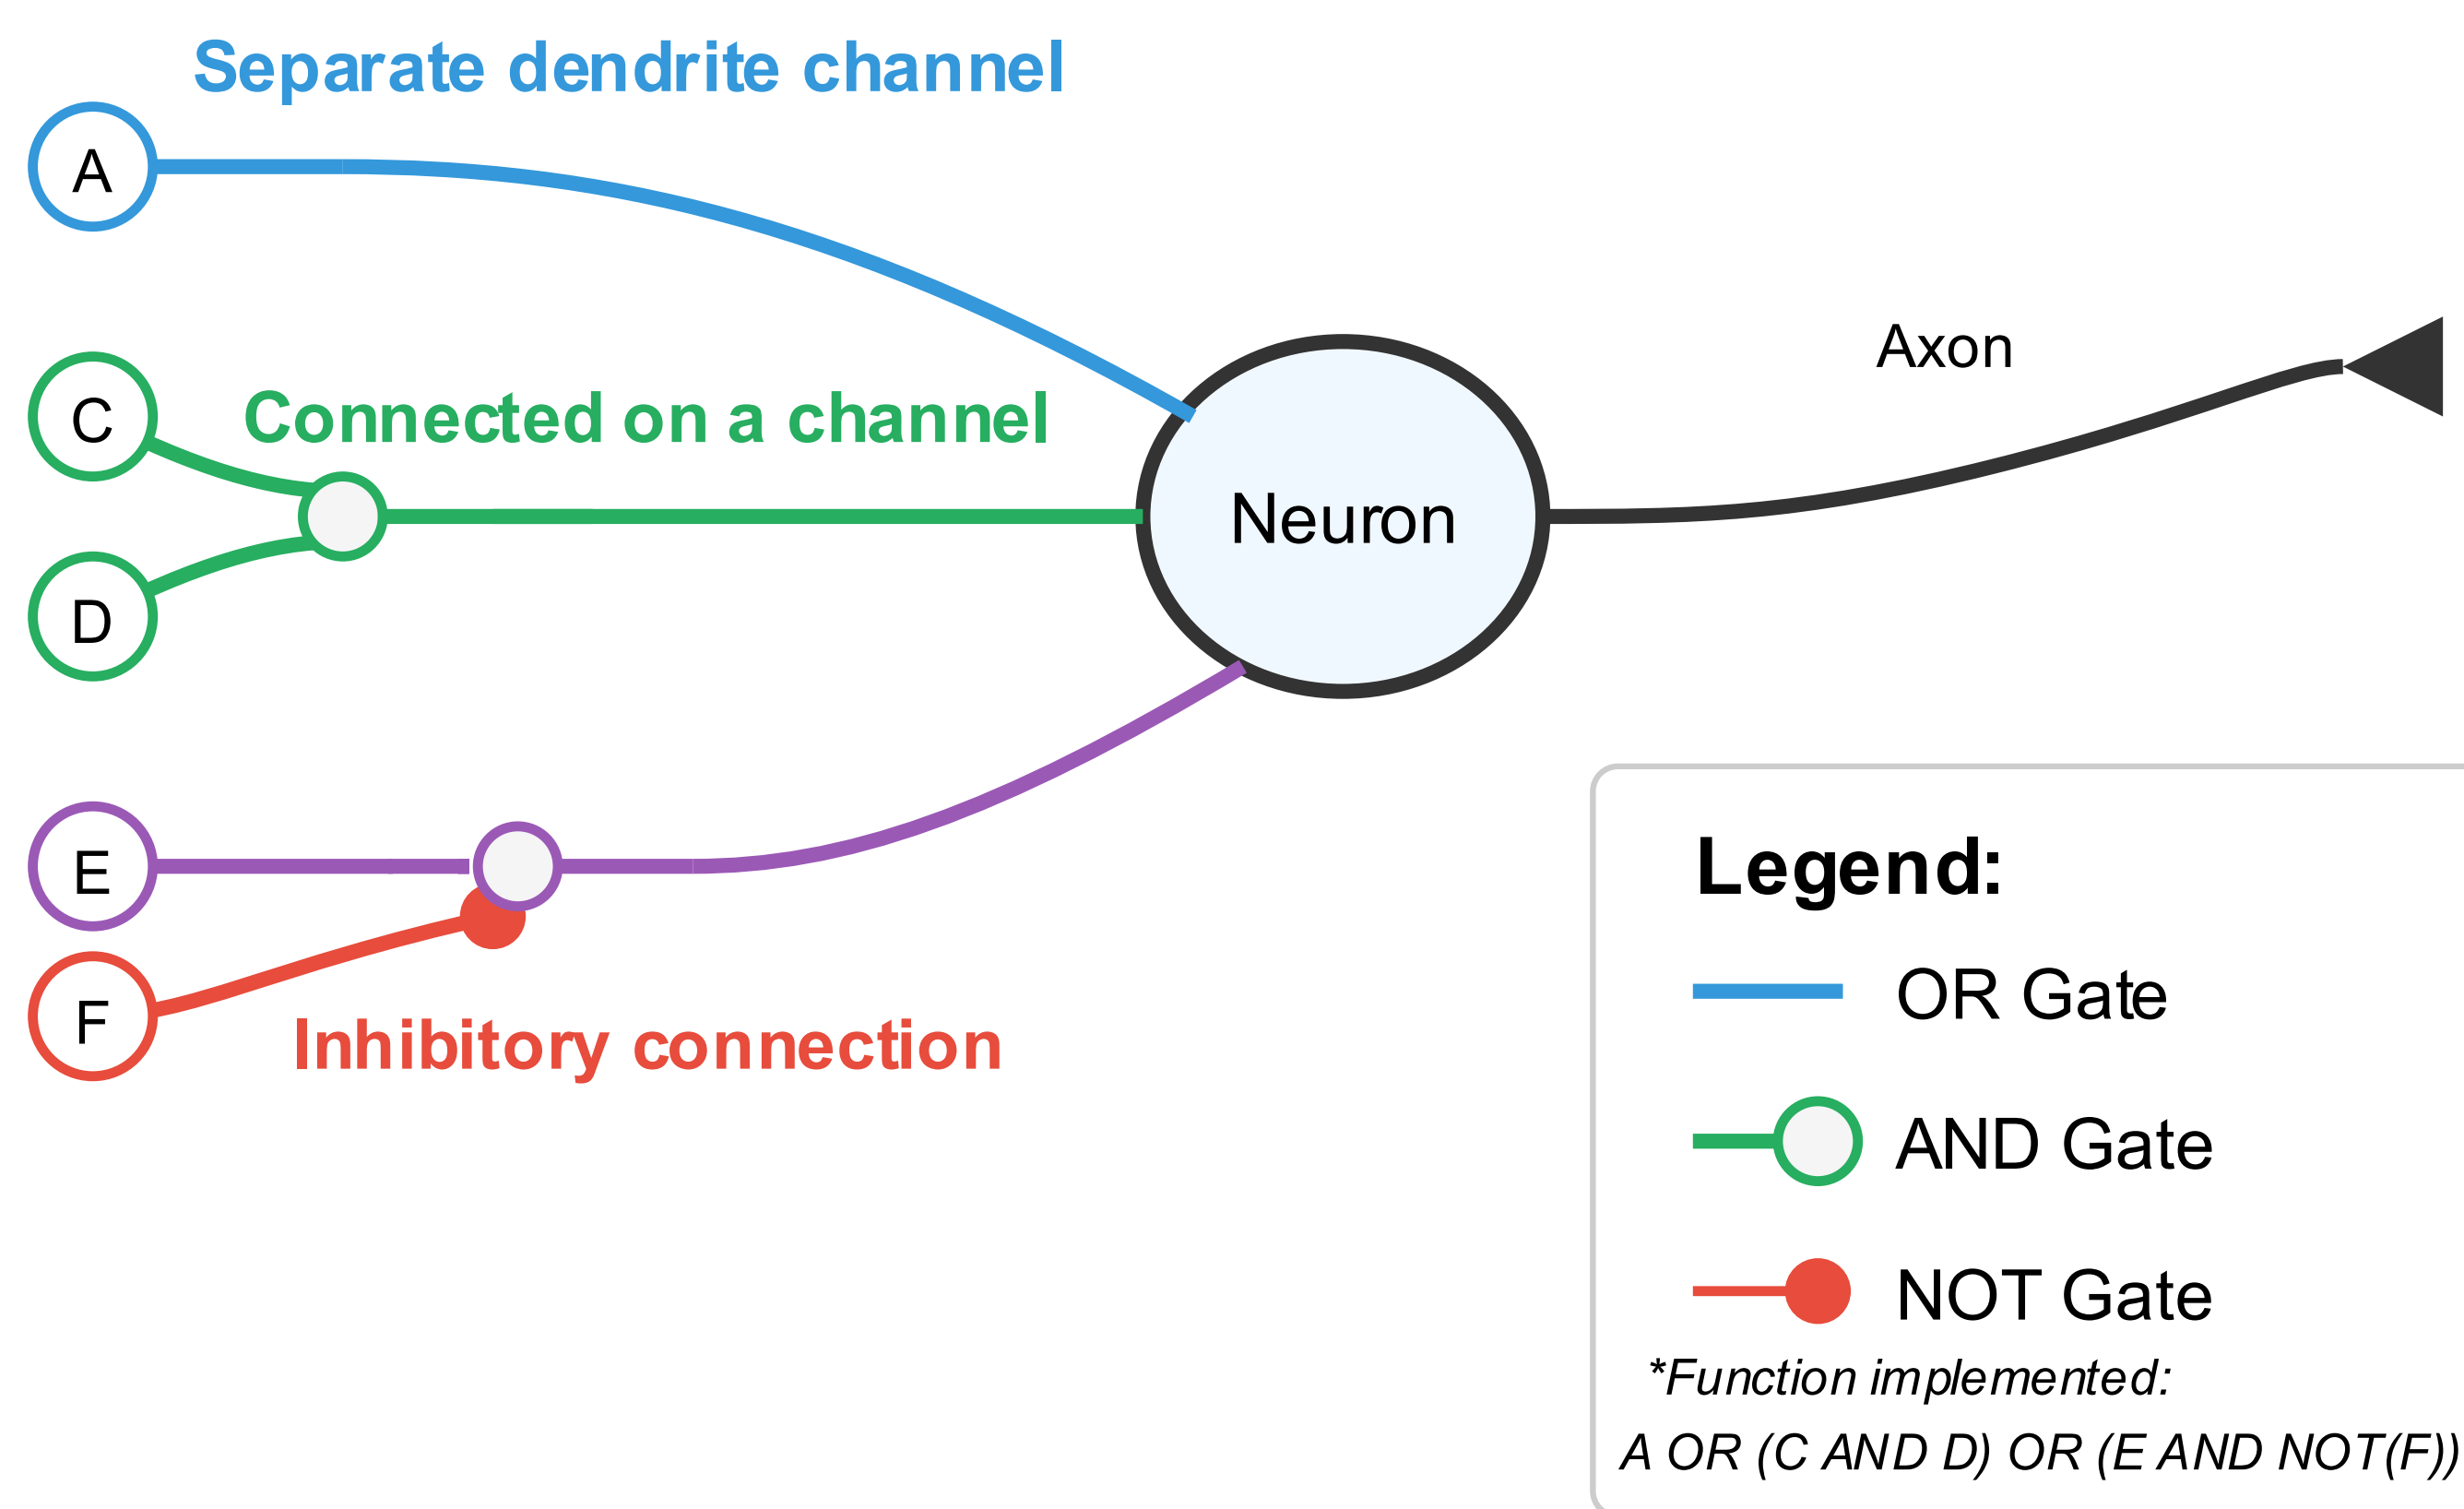 Separate dendrite channel
A
Axon
C
Connected on a channel
Neuron
D
E
F
Inhibitory connection
Legend:
OR Gate
AND Gate
NOT Gate
*Function implemented:
A OR (C AND D) OR (E AND NOT(F))